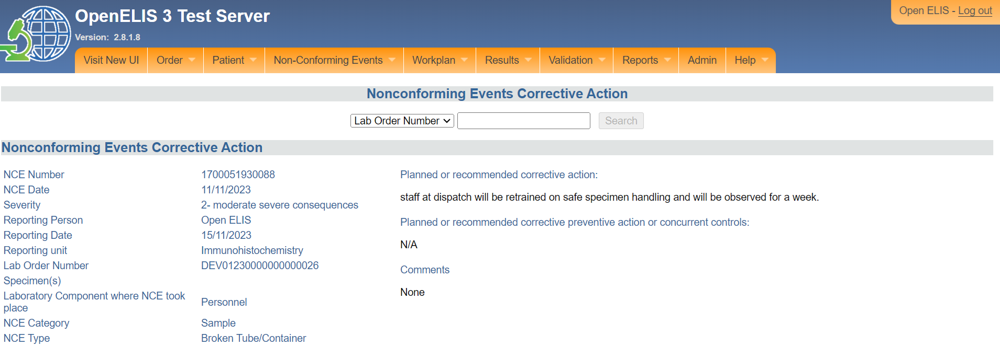 OpenELIS 3 Test Server
Version: 2.8.1.8
Open ELIS - Log out
Visit New UI Order Patient Non-Conforming Events Workplan Results Validation Reports Admin Help
Nonconforming Events Corrective Action
Lab Order Number Search
Nonconforming Events Corrective Action
NCE Number 1700051930088
NCE Date 11/11/2023
Severity 2- moderate severe consequences
Reporting Person Open ELIS
Reporting Date 15/11/2023
Reporting unit Immunohistochemistry
Lab Order Number DEV01230000000000026
Specimen(s)
Laboratory Component where NCE took
place Personnel
NCE Category Sample
NCE Type Broken Tube/Container
Planned or recommended corrective action:
staff at dispatch will be retrained on safe specimen handling and will be observed for a week.
Planned or recommended corrective preventive action or concurrent controls:
N/A
Comments
None